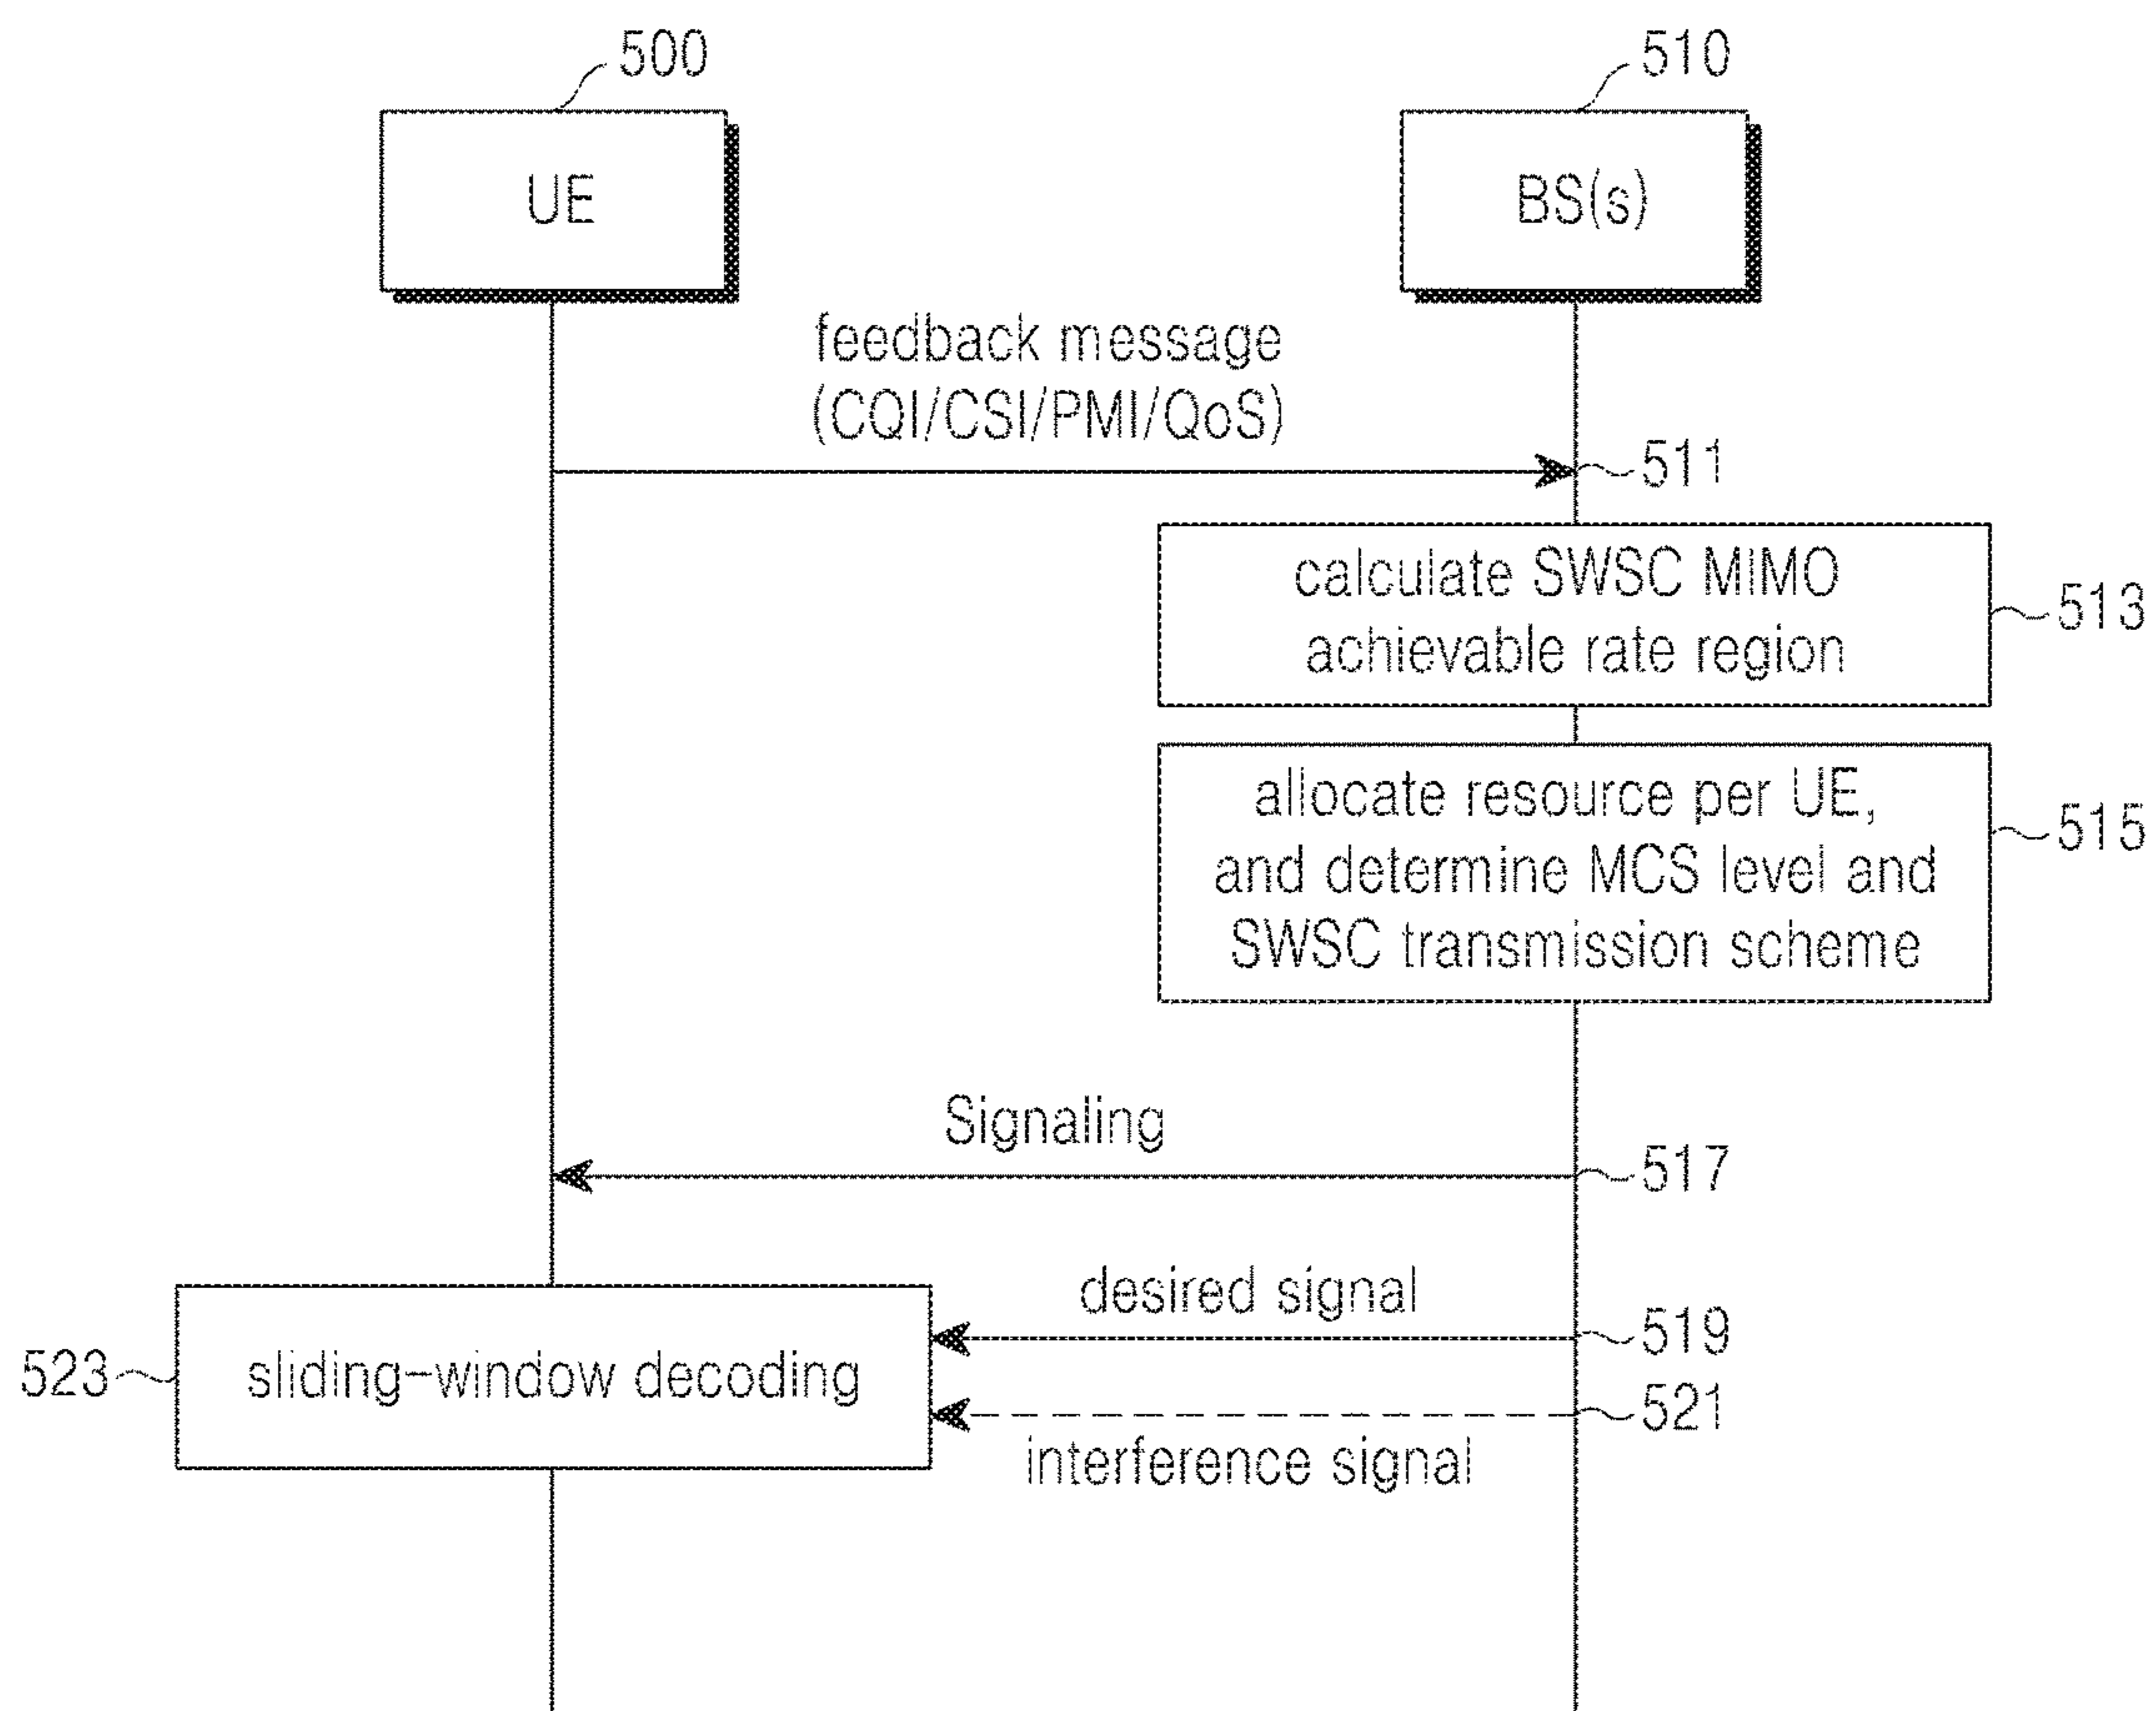 500
510
UE
BS(s)
feedback message
(CQI/CSI/PMI/QoS)
511
calculate SWSC MIMO
achievable rate region
513
allocate resource per UE,
and determine MCS level and
SWSC transmission scheme
515
Signaling
517
desired signal
519
523
sliding-window decoding
521
interference signal